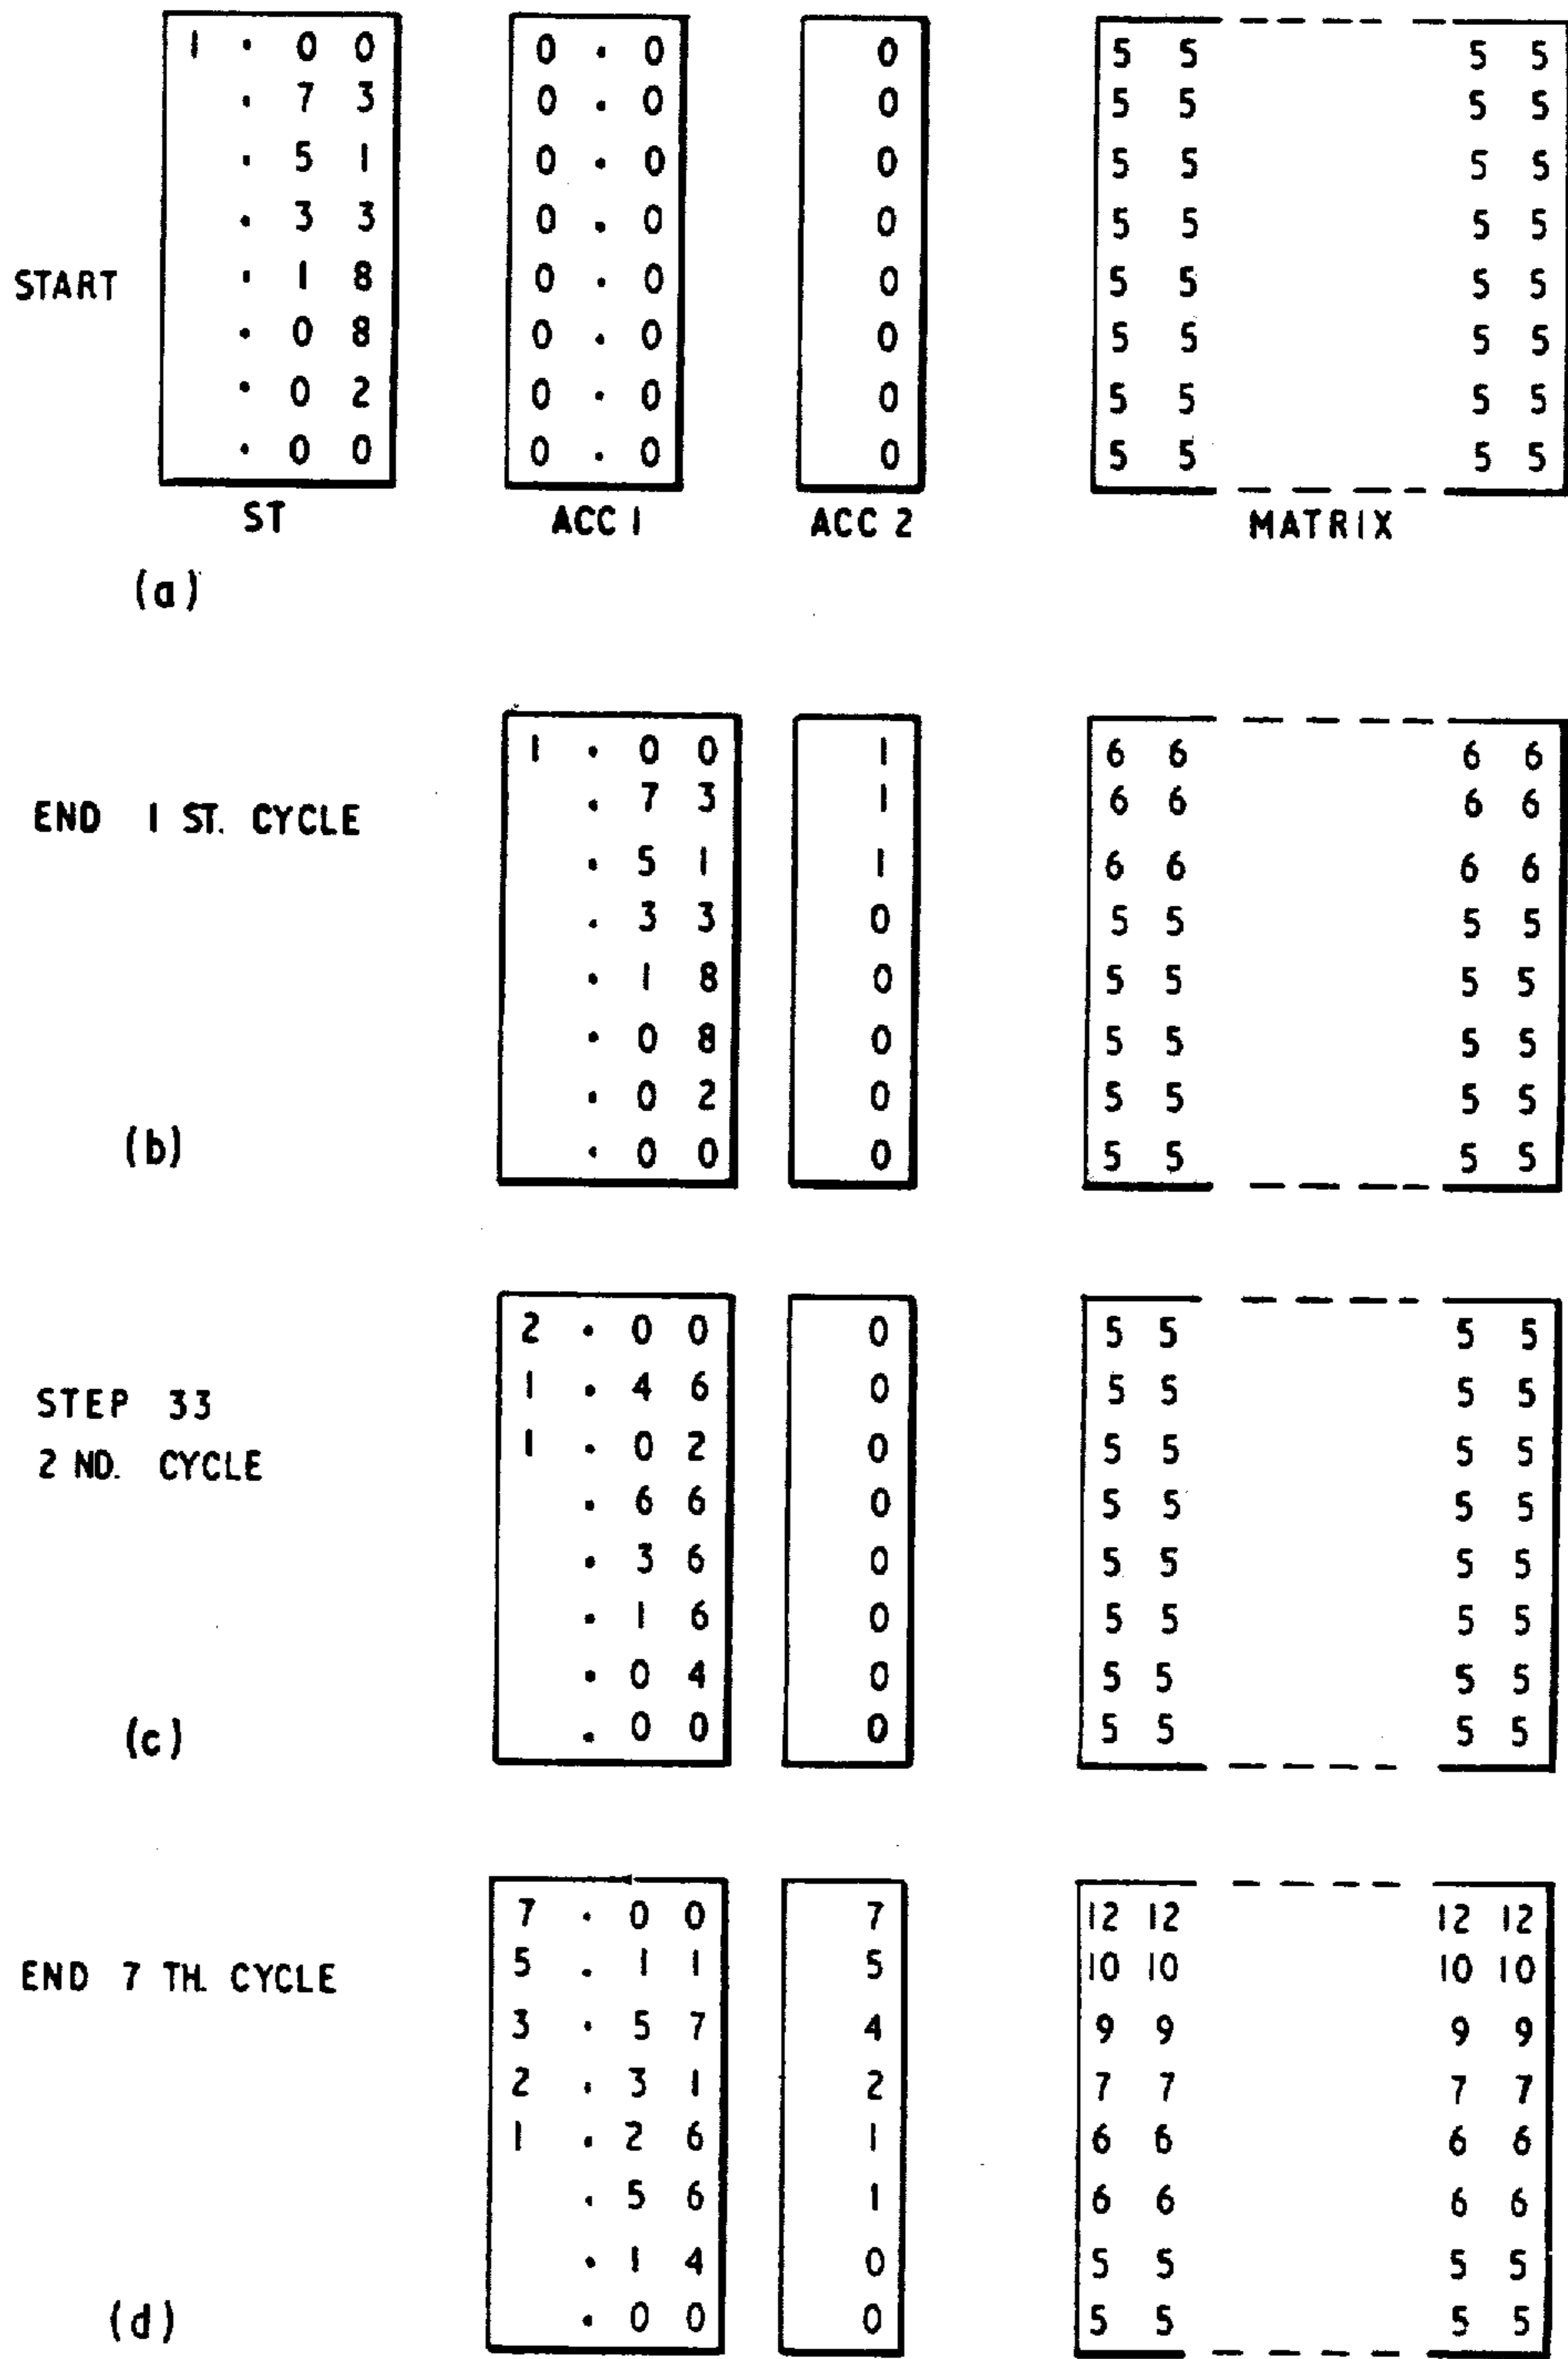 1 . 0 0 0 . 0 0 5 5 5 5
. 7 3 0 . 0 0 5 5 5 5
. 5 1 0 . 0 0 5 5 5 5
. 3 3 0 . 0 0 5 5 5 5
START . 1 8 0 . 0 0 5 5 5 5
. 0 8 0 . 0 0 5 5 5 5
. 0 2 0 . 0 0 5 5 5 5
. 0 0 0 . 0 0 5 5 5 5
ST ACC 1 ACC 2 MATRIX
(a)
1 . 0 0 1 6 6 6 6
END 1 ST. CYCLE . 7 3 1 6 6 6 6
. 5 1 1 6 6 6 6
. 3 3 0 5 5 5 5
. 1 8 0 5 5 5 5
. 0 8 0 5 5 5 5
. 0 2 0 5 5 5 5
(b) . 0 0 0 5 5 5 5
2 . 0 0 0 5 5 5 5
STEP 33 1 . 4 6 0 5 5 5 5
2 ND. CYCLE 1 . 0 2 0 5 5 5 5
. 6 6 0 5 5 5 5
. 3 6 0 5 5 5 5
. 1 6 0 5 5 5 5
. 0 4 0 5 5 5 5
(c) . 0 0 0 5 5 5 5
7 . 0 0 7 12 12 12 12
END 7 TH. CYCLE 5 . 1 1 5 10 10 10 10
3 . 5 7 4 9 9 9 9
2 . 3 1 2 7 7 7 7
1 . 2 6 1 6 6 6 6
. 5 6 1 6 6 6 6
. 1 4 0 5 5 5 5
(d) . 0 0 0 5 5 5 5